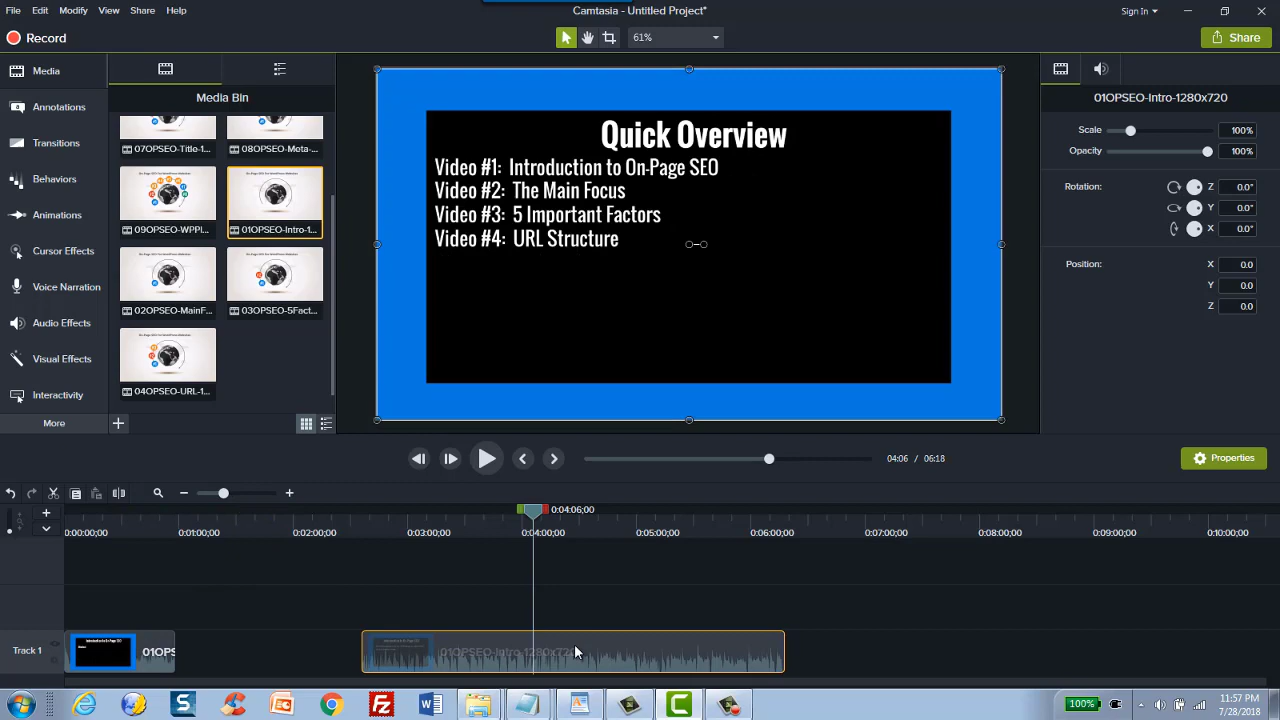 File Edit Modify View Share Help
Camtasia - Untitled Project*
Sign In
Record
61%
Share
Media
Annotations
Transitions
Behaviors
Animations
Cursor Effects
Voice Narration
Audio Effects
Visual Effects
Interactivity
More
Media Bin
07OPSEO-Title-1... 08OPSEO-Meta-...
09OPSEO-WPPl... 01OPSEO-Intro-1...
02OPSEO-MainF... 03OPSEO-5Fact...
04OPSEO-URL-1...
Quick Overview
Video #1: Introduction to On-Page SEO
Video #2: The Main Focus
Video #3: 5 Important Factors
Video #4: URL Structure
01OPSEO-Intro-1280x720
Scale 100%
Opacity 100%
Rotation: Z 0.0°
Y 0.0°
X 0.0°
Position: X 0.0
Y 0.0
Z 0.0
04:06 / 06:18
Properties
0:04:06;00
0:00:00;00 0:01:00;00 0:02:00;00 0:03:00;00 0:04:00;00 0:05:00;00 0:06:00;00 0:07:00;00 0:08:00;00 0:09:00;00 0:10:00;00
Track 1
01OPS
01OPSEO-Intro-1280x720
100%
11:57 PM
7/28/2018